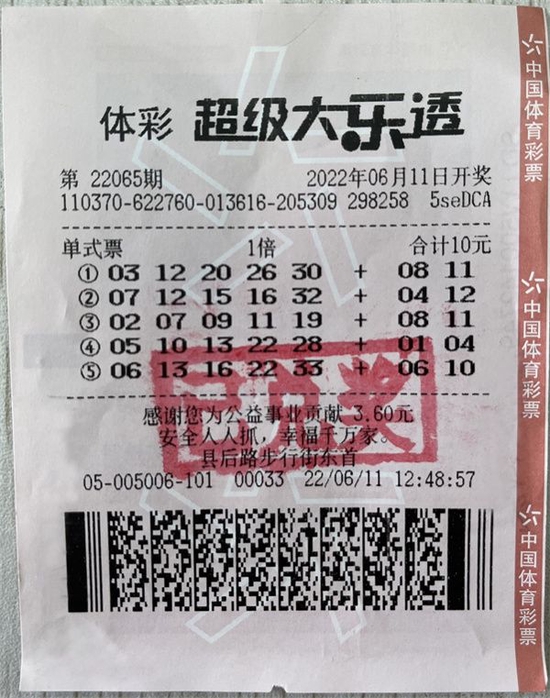 体彩 超级大乐透
第 22065期 2022年06月11日开奖
110370-622760-013616-205309 298258 5seDCA
单式票 1倍 合计10元
① 03 12 20 26 30 + 08 11
② 07 12 15 16 32 + 04 12
③ 02 07 09 11 19 + 08 11
④ 05 10 13 22 28 + 01 04
⑤ 06 13 16 22 33 + 06 10
已兑奖
感谢您为公益事业贡献 3.60元
安全人人抓，幸福千万家。
县后路步行街东首
05-005006-101 00033 22/06/11 12:48:57
中国体育彩票
中国体育彩票
中国体育彩票